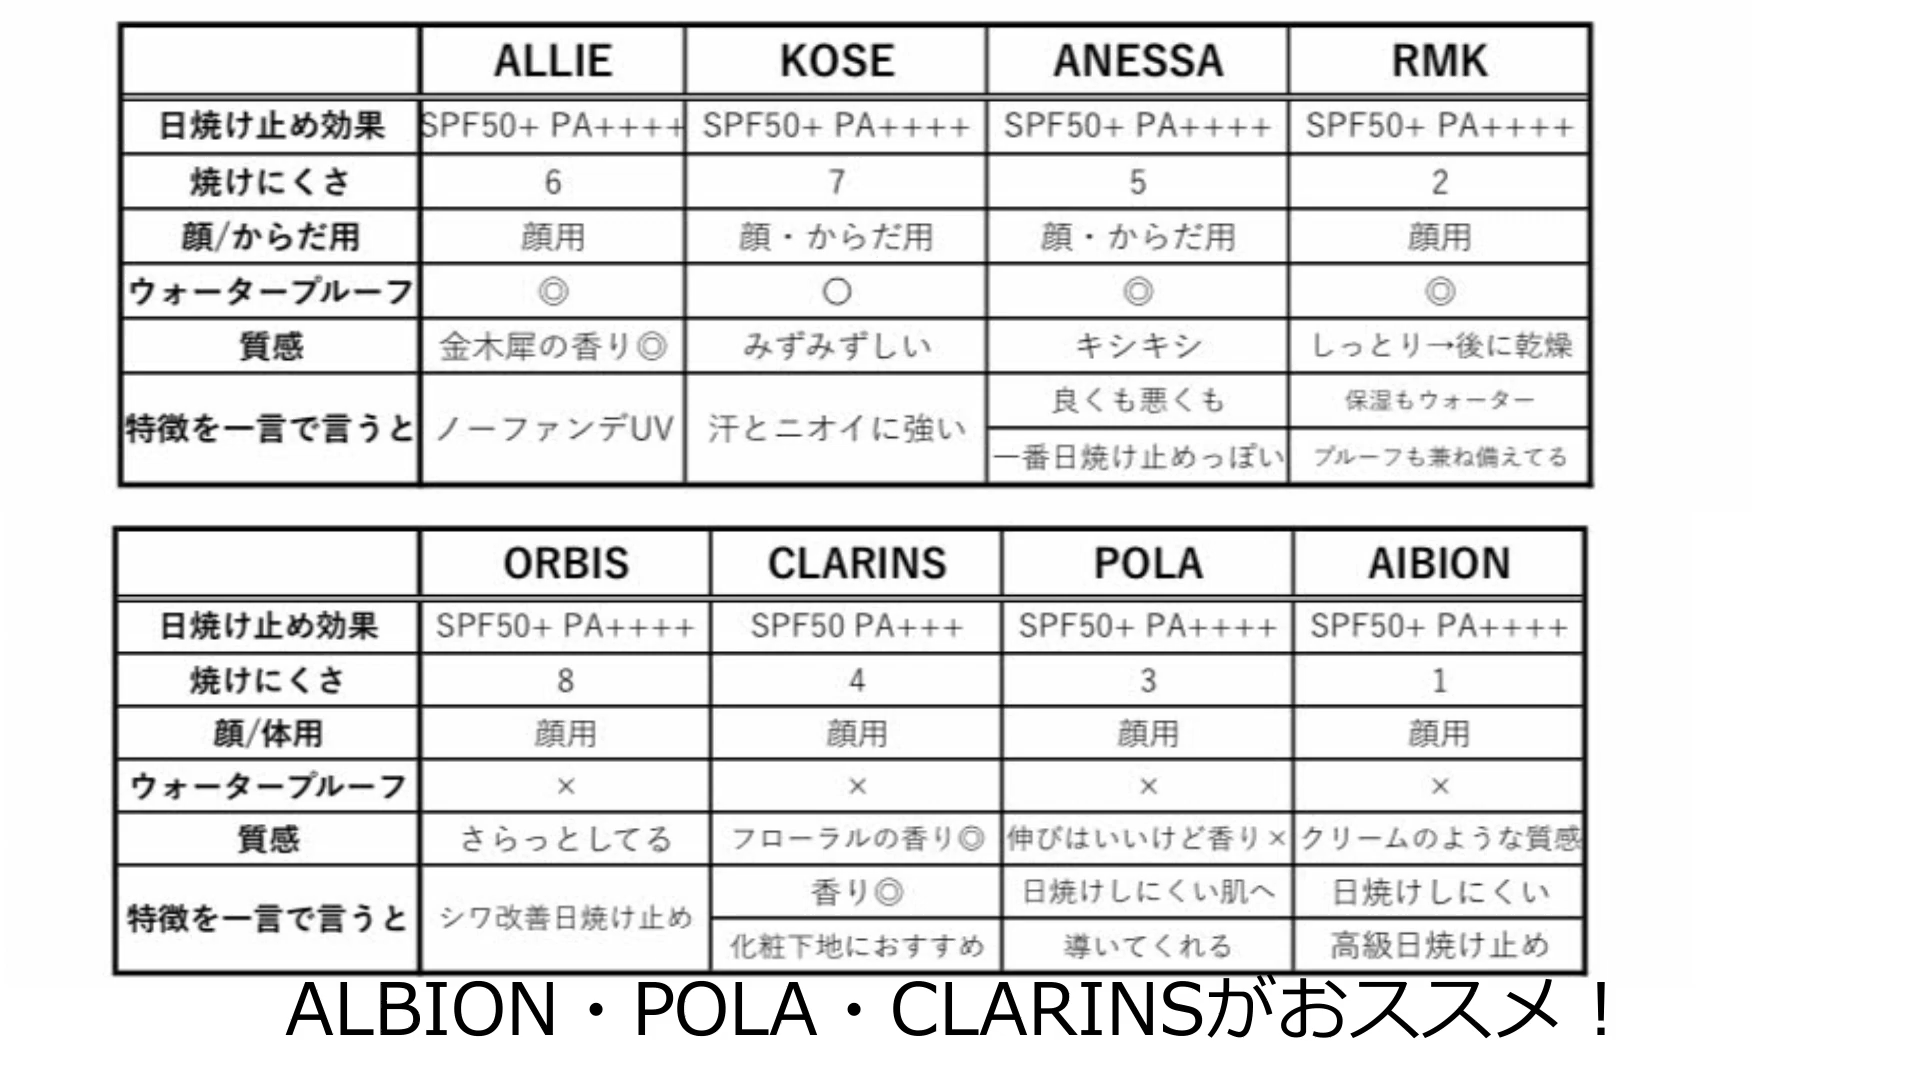 ALLIE KOSE ANESSA RMK
日焼け止め効果 SPF50+ PA++++ SPF50+ PA++++ SPF50+ PA++++ SPF50+ PA++++
焼けにくさ 6 7 5 2
顔/からだ用 顔用 顔・からだ用 顔・からだ用 顔用
ウォータープルーフ ◎ 〇 ◎ ◎
質感 金木犀の香り◎ みずみずしい キシキシ しっとり→後に乾燥
特徴を一言で言うと ノーファンデUV 汗とニオイに強い 良くも悪くも 保湿もウォーター
一番日焼け止めっぽい プルーフも兼ね備えてる
ORBIS CLARINS POLA AIBION
日焼け止め効果 SPF50+ PA++++ SPF50 PA+++ SPF50+ PA++++ SPF50+ PA++++
焼けにくさ 8 4 3 1
顔/体用 顔用 顔用 顔用 顔用
ウォータープルーフ × × × ×
質感 さらっとしてる フローラルの香り◎ 伸びはいいけど香り× クリームのような質感
特徴を一言で言うと シワ改善日焼け止め 香り◎ 日焼けしにくい肌へ 日焼けしにくい
化粧下地におすすめ 導いてくれる 高級日焼け止め
ALBION・POLA・CLARINSがおススメ！